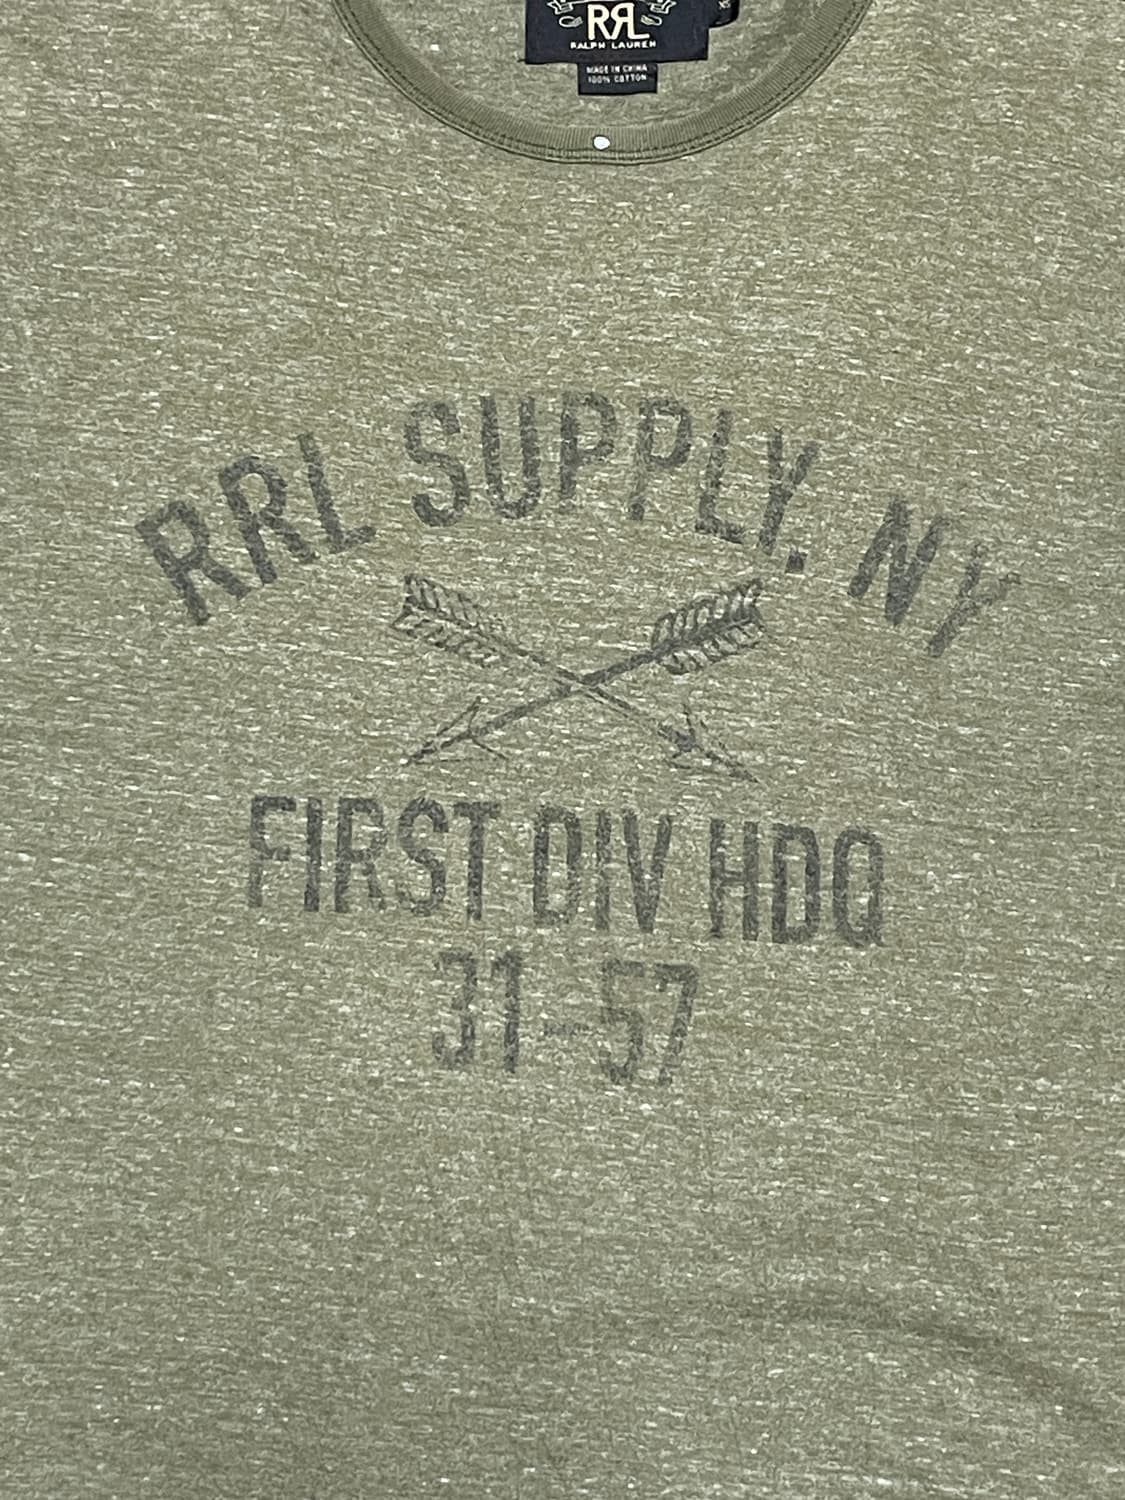 RRL
RALPH LAUREN
MADE IN CHINA
100% COTTON
RRL SUPPLY. NY
FIRST DIV HDQ
31-57